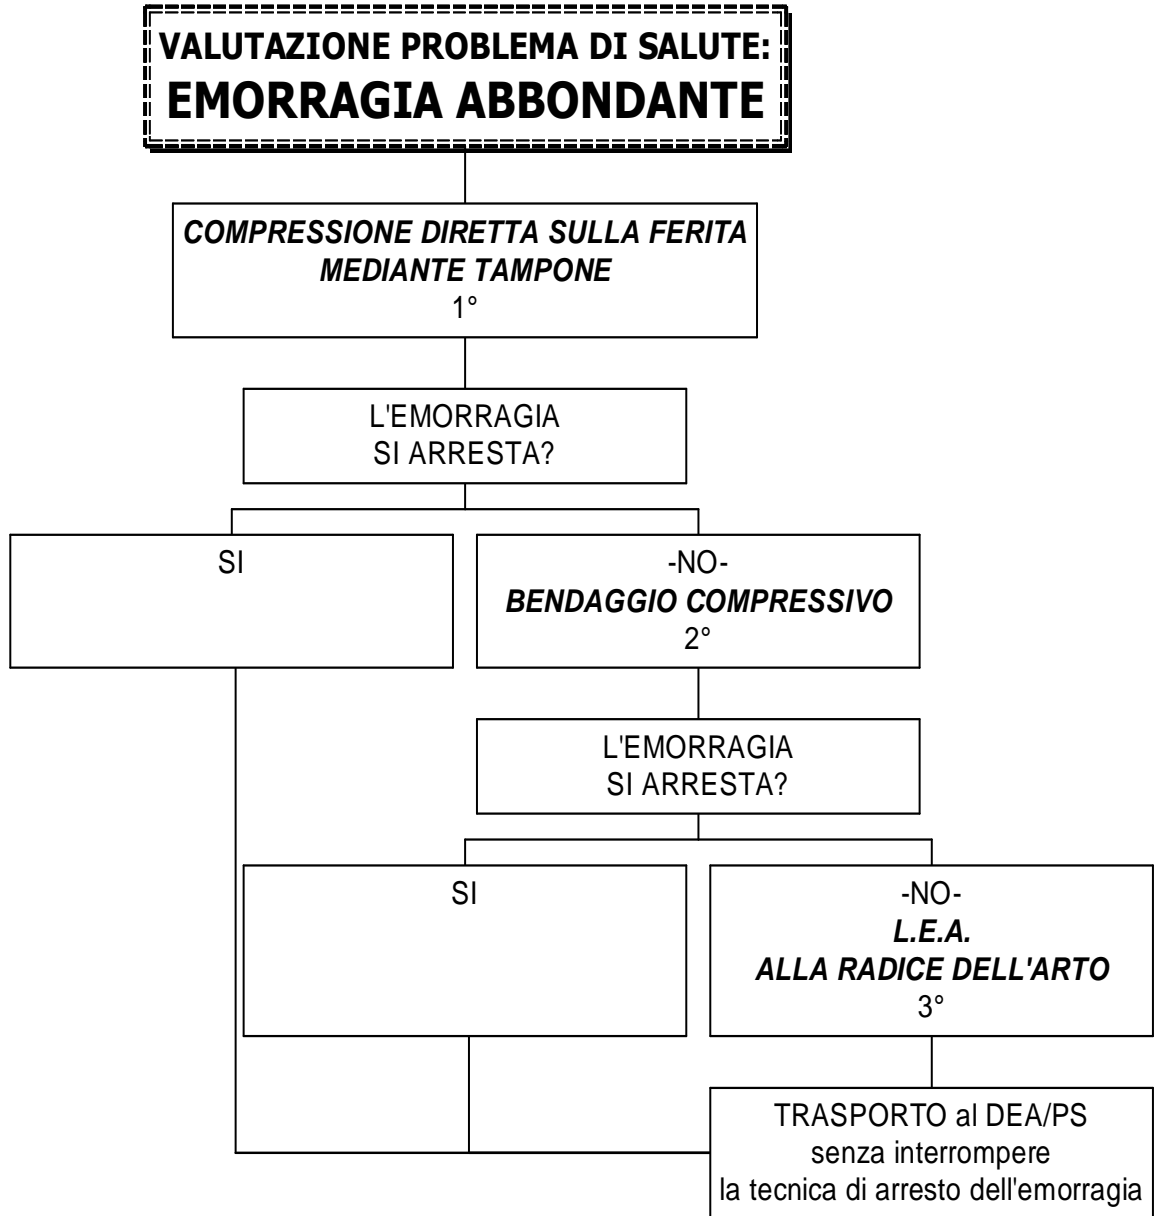 VALUTAZIONE PROBLEMA DI SALUTE:
EMORRAGIA ABBONDANTE
COMPRESSIONE DIRETTA SULLA FERITA
MEDIANTE TAMPONE
1°
L'EMORRAGIA
SI ARRESTA?
SI
-NO-
BENDAGGIO COMPRESSIVO
2°
L'EMORRAGIA
SI ARRESTA?
SI
-NO-
L.E.A.
ALLA RADICE DELL'ARTO
3°
TRASPORTO al DEA/PS
senza interrompere
la tecnica di arresto dell'emorragia